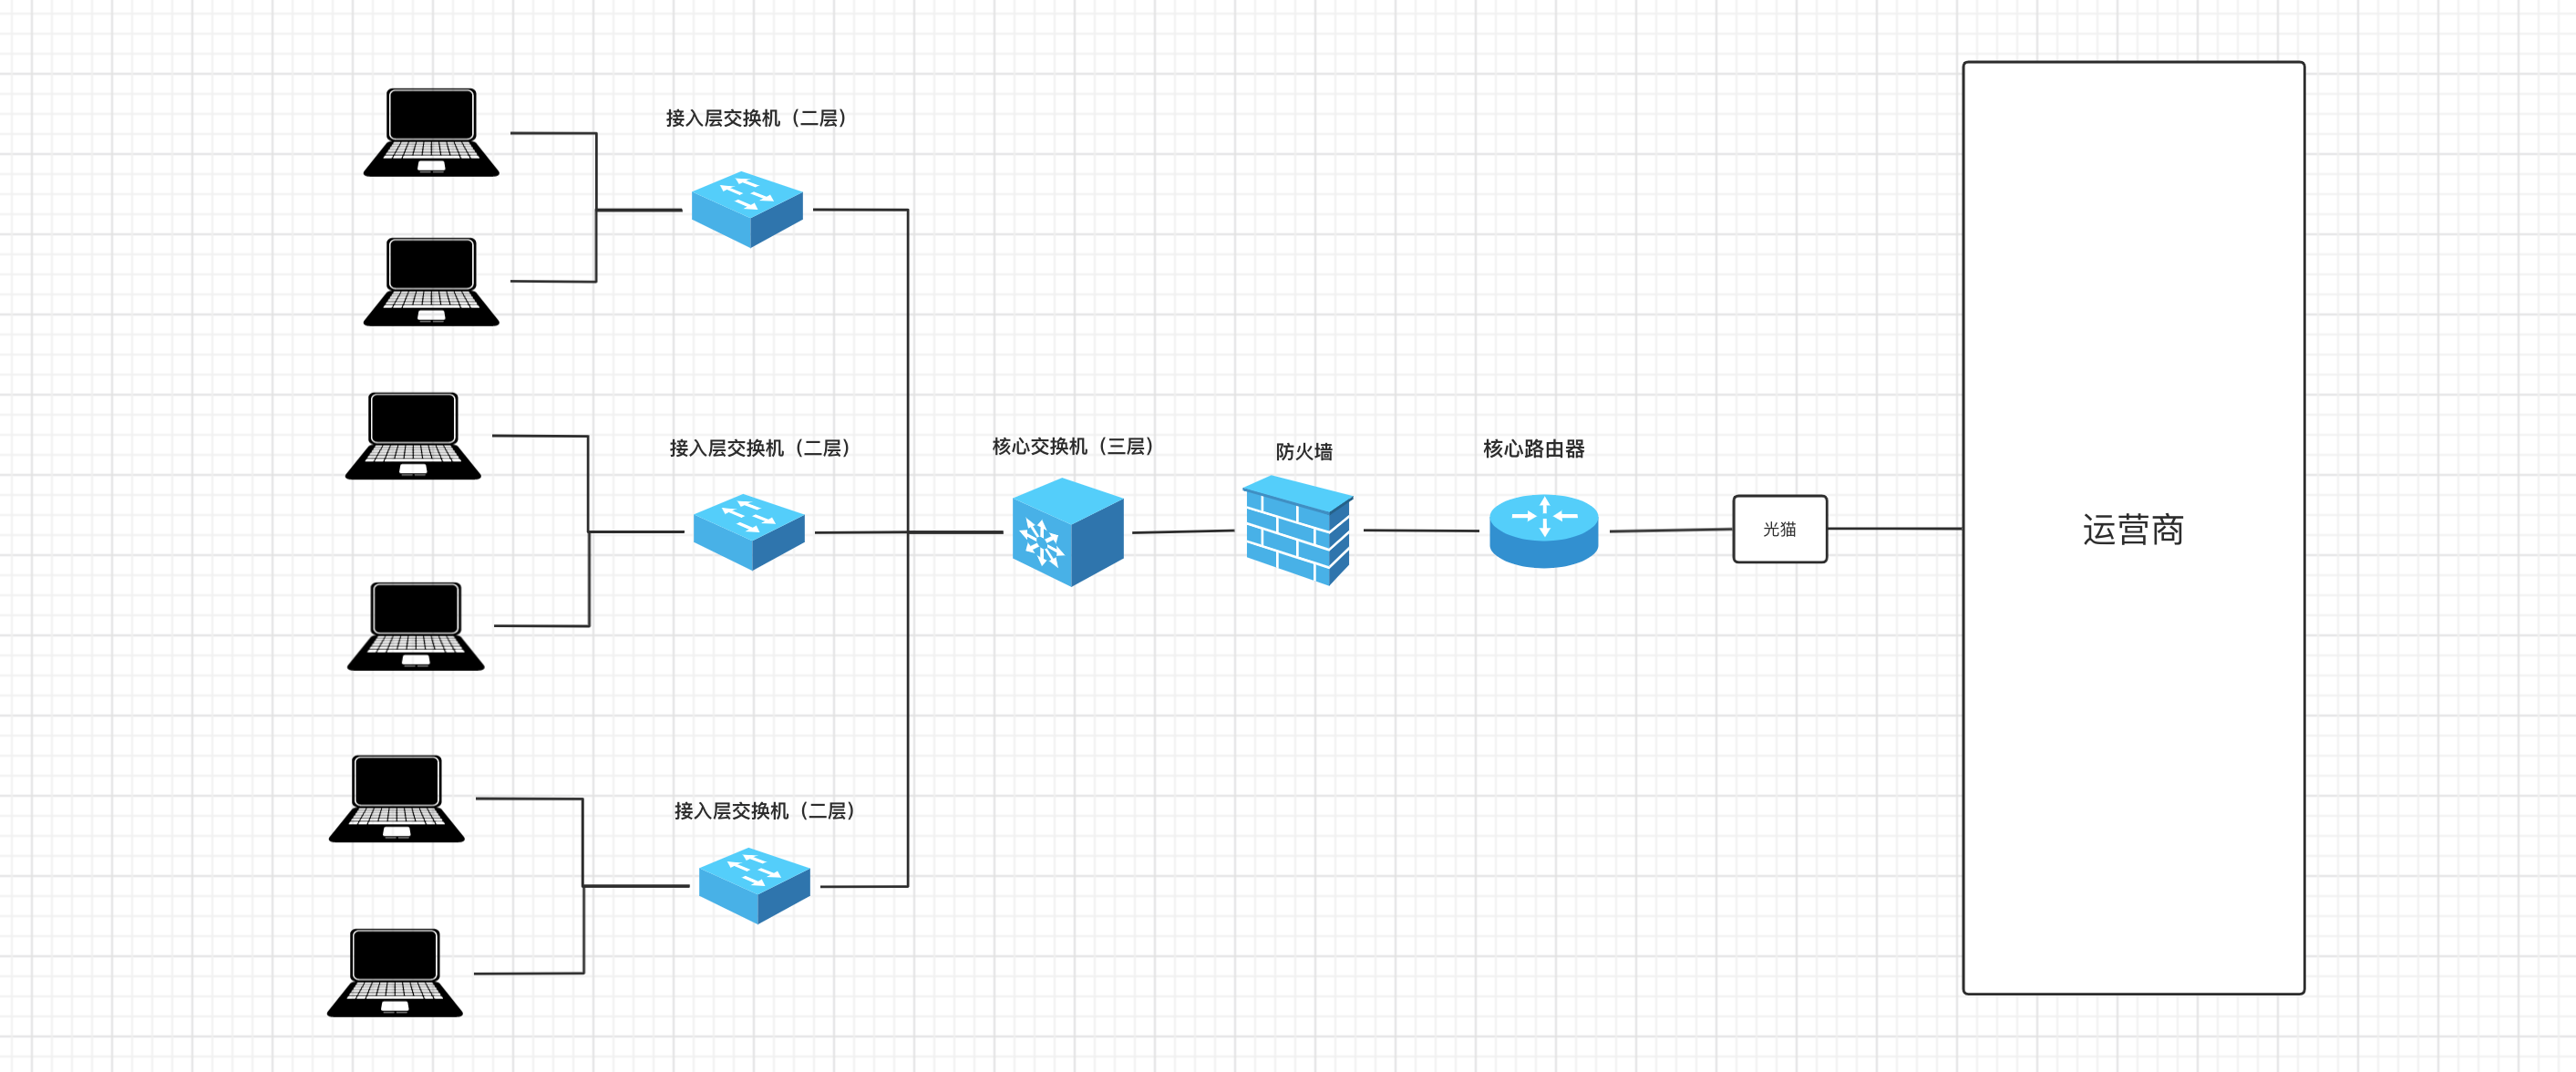 接入层交换机（二层）
接入层交换机（二层）
核心交换机（三层）
防火墙
核心路由器
光猫
运营商
接入层交换机（二层）